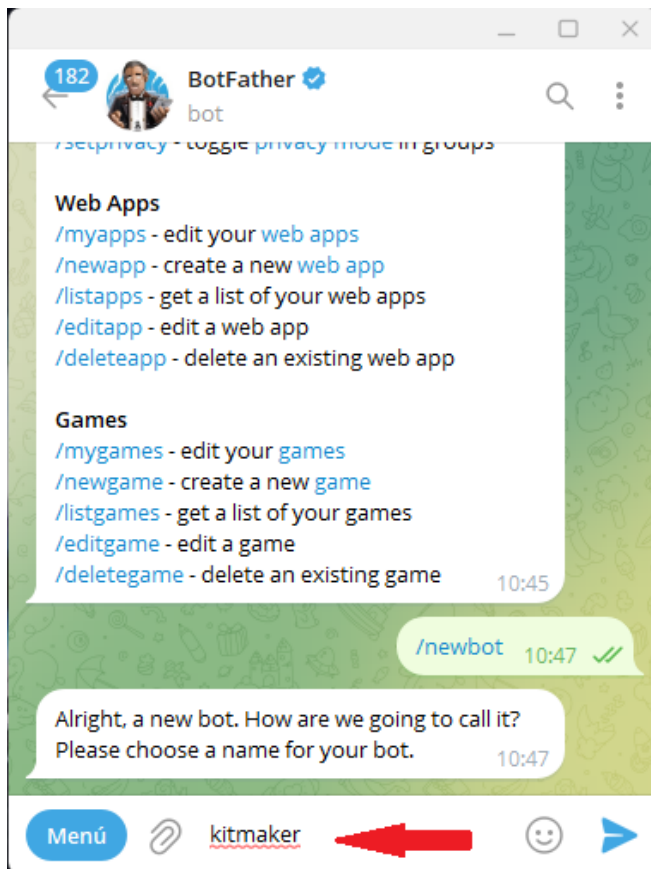 182
BotFather
bot
/setprivacy - toggle privacy mode in groups
Web Apps
/myapps - edit your web apps
/newapp - create a new web app
/listapps - get a list of your web apps
/editapp - edit a web app
/deleteapp - delete an existing web app
Games
/mygames - edit your games
/newgame - create a new game
/listgames - get a list of your games
/editgame - edit a game
/deletegame - delete an existing game
10:45
/newbot 10:47
Alright, a new bot. How are we going to call it?
Please choose a name for your bot.
10:47
Menú kitmaker